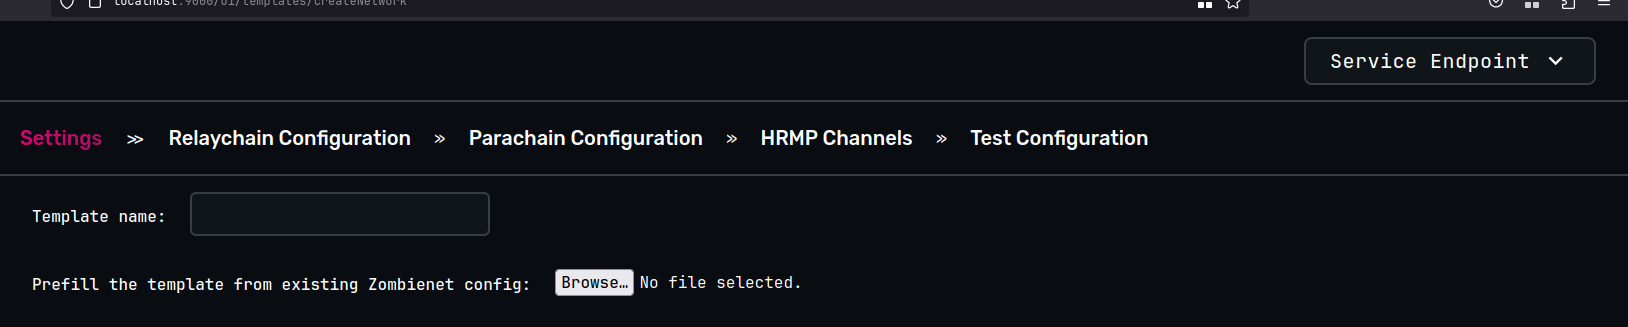 localhost:9000/ui/templates/createNetwork
Service Endpoint
Settings » Relaychain Configuration » Parachain Configuration » HRMP Channels » Test Configuration
Template name:
Prefill the template from existing Zombienet config: Browse… No file selected.